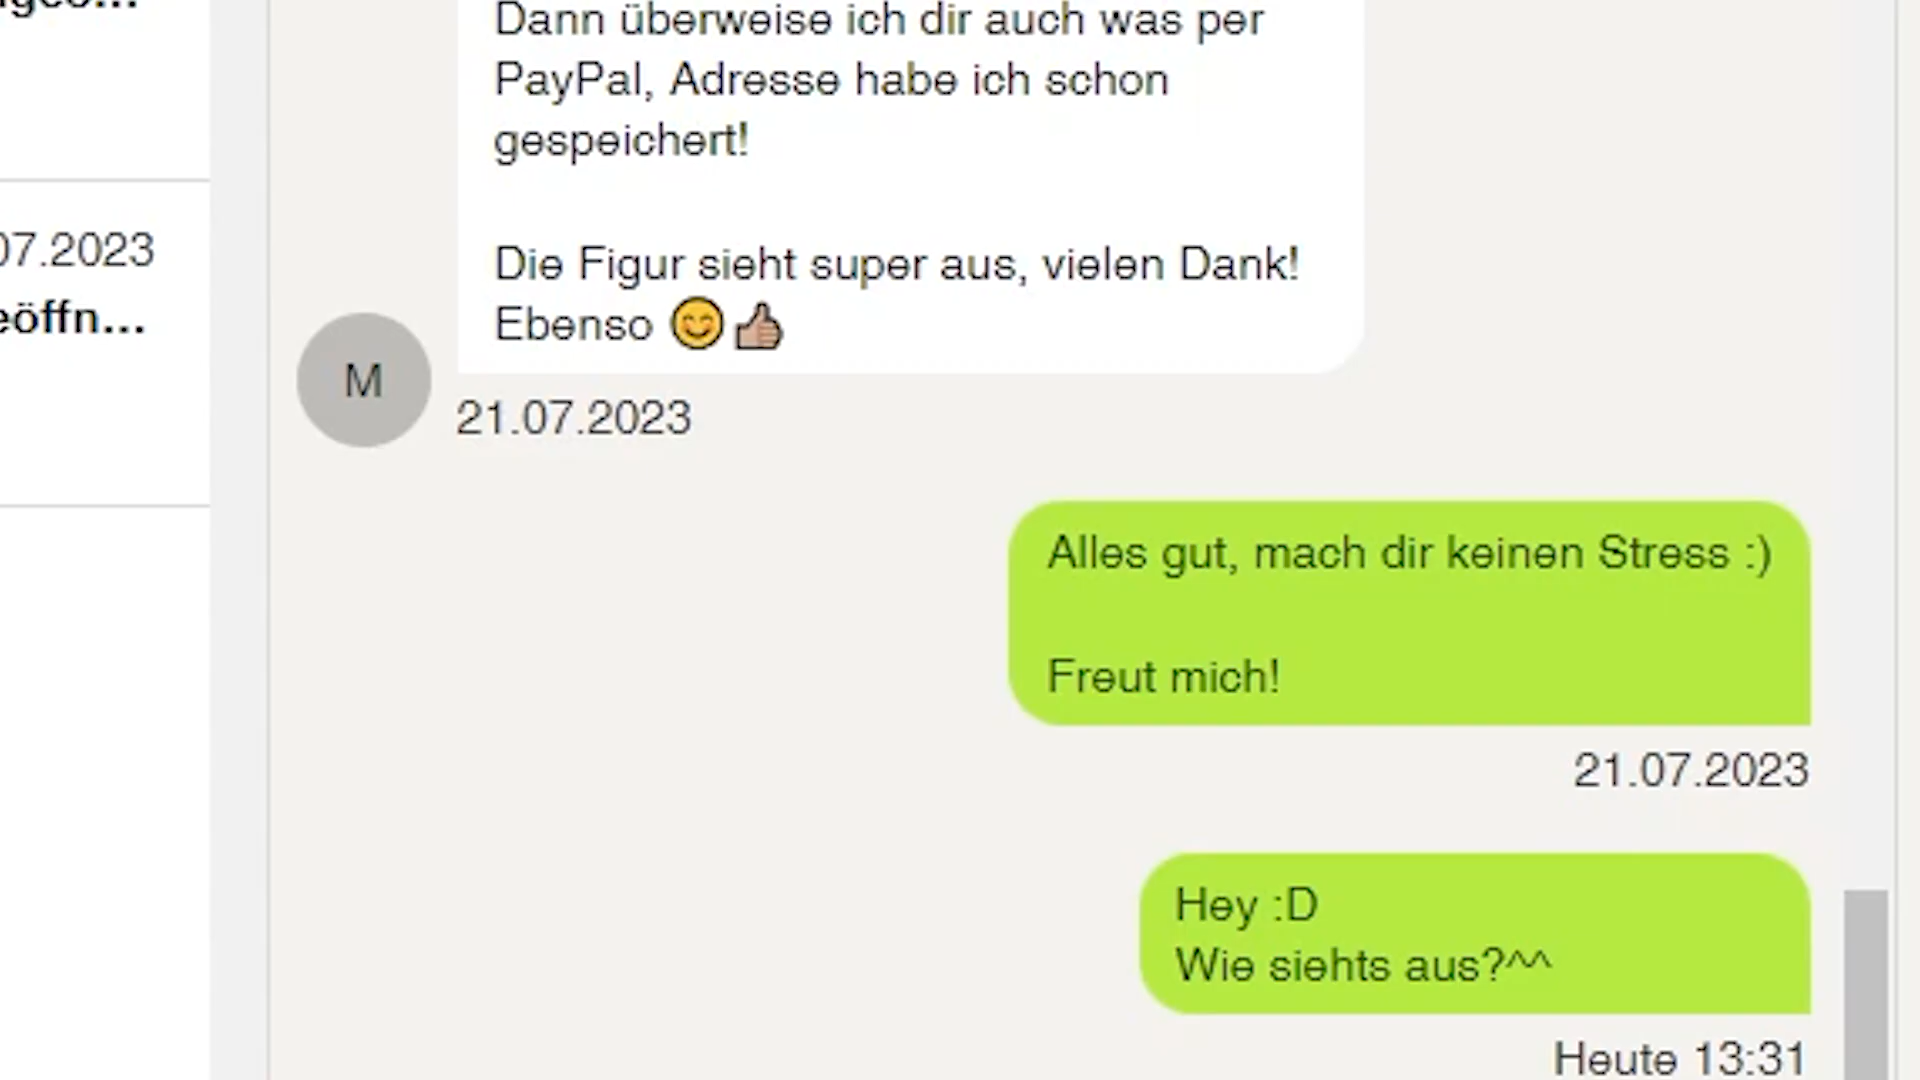 07.2023
eöffn...
Dann überweise ich dir auch was per
PayPal, Adresse habe ich schon
gespeichert!
Die Figur sieht super aus, vielen Dank!
Ebenso 😊👍🏽
M
21.07.2023
Alles gut, mach dir keinen Stress :)
Freut mich!
21.07.2023
Hey :D
Wie siehts aus?^^
Heute 13:31